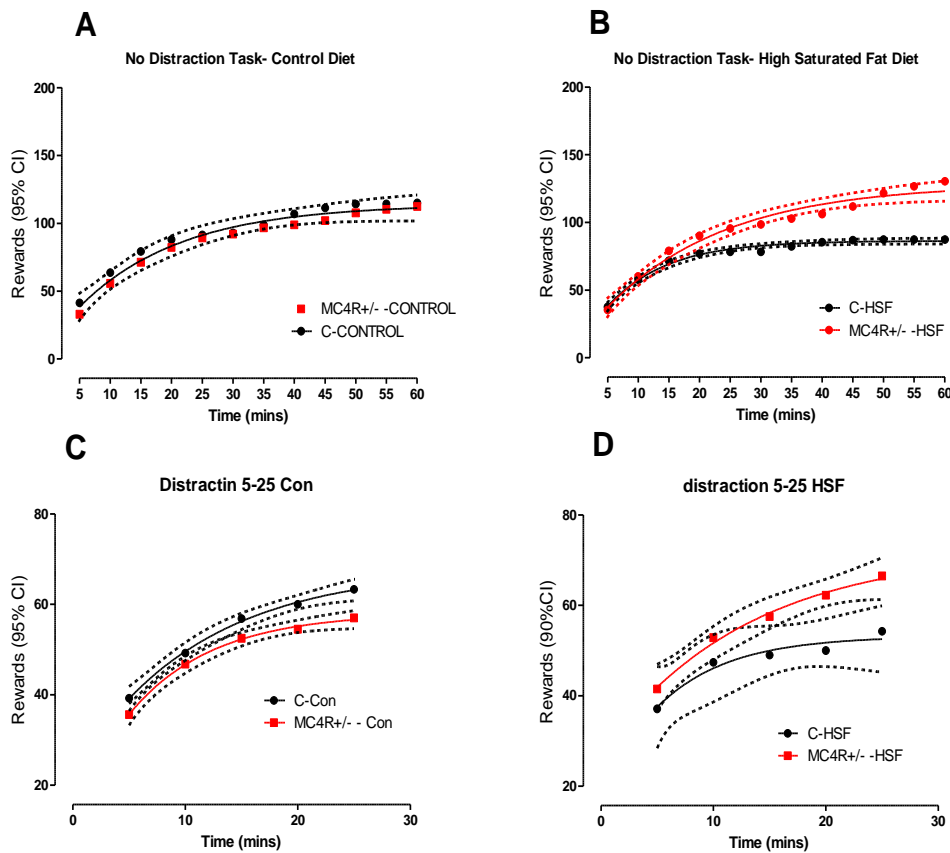 A
No Distraction Task- Control Diet
Rewards (95% CI)
200
150
100
50
0
MC4R+/- -CONTROL
C-CONTROL
5 10 15 20 25 30 35 40 45 50 55 60
Time (mins)
B
No Distraction Task- High Saturated Fat Diet
Rewards (95% CI)
200
150
100
50
0
C-HSF
MC4R+/- -HSF
5 10 15 20 25 30 35 40 45 50 55 60
Time (mins)
C
Distractin 5-25 Con
Rewards (95% CI)
80
60
40
20
C-Con
MC4R+/- - Con
0 10 20 30
Time (mins)
D
distraction 5-25 HSF
Rewards (90%CI)
80
60
40
20
C-HSF
MC4R+/- -HSF
0 10 20 30
Time (mins)